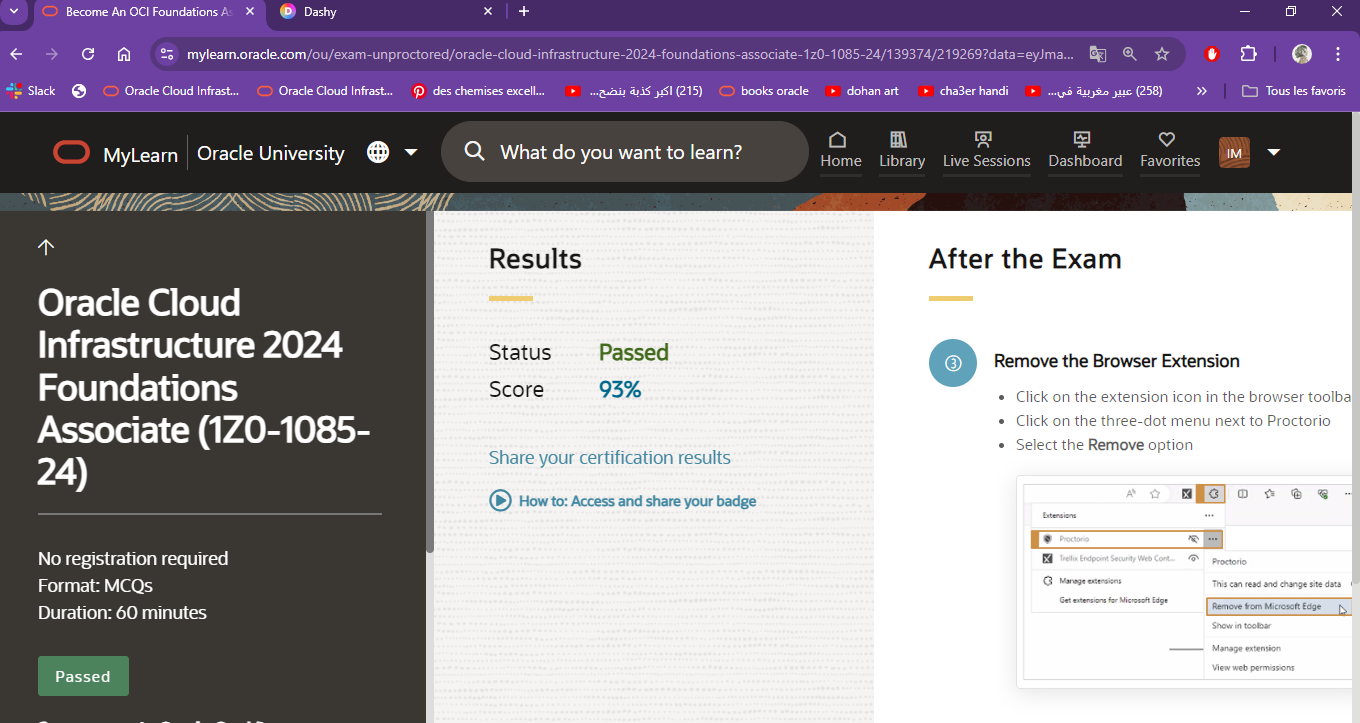 Become An OCI Foundations As
Dashy
mylearn.oracle.com/ou/exam-unproctored/oracle-cloud-infrastructure-2024-foundations-associate-1z0-1085-24/139374/219269?data=eyJma...
Slack
Oracle Cloud Infrast...
Oracle Cloud Infrast...
des chemises excell...
(215) اكبر كذبة بنضح...
books oracle
dohan art
cha3er handi
(258) عبير مغربية في...
»
Tous les favoris
MyLearn
Oracle University
What do you want to learn?
Home
Library
Live Sessions
Dashboard
Favorites
IM
Oracle Cloud
Infrastructure 2024
Foundations
Associate (1Z0-1085-
24)
No registration required
Format: MCQs
Duration: 60 minutes
Passed
Results
Status Passed
Score 93%
Share your certification results
How to: Access and share your badge
After the Exam
3
Remove the Browser Extension
• Click on the extension icon in the browser toolba
• Click on the three-dot menu next to Proctorio
• Select the Remove option
Extensions
Proctorio
Trellix Endpoint Security Web Cont...
Manage extensions
Get extensions for Microsoft Edge
Proctorio
This can read and change site data
Remove from Microsoft Edge
Show in toolbar
Manage extension
View web permissions